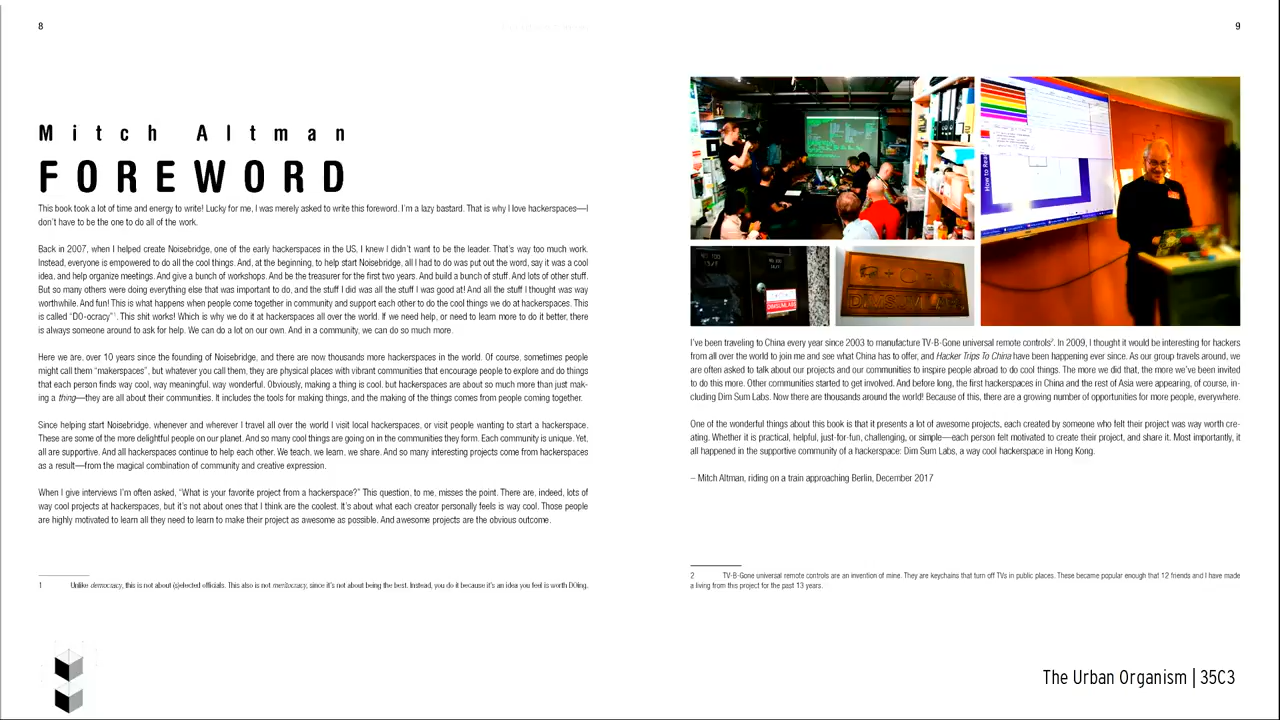 8
Mitch Altman
FOREWORD
This book took a lot of time and energy to write! Lucky for me, I was merely asked to write this foreword. I'm a lazy bastard. That is why I love hackerspaces—I
don't have to be the one to do all of the work.
Back in 2007, when I helped create Noisebridge, one of the early hackerspaces in the US, I knew I didn't want to be the leader. That's way too much work.
Instead, everyone is empowered to do all the cool things. And, at the beginning, to help start Noisebridge, all I had to do was put out the word, say it was a cool
idea, and help organize meetings. And give a bunch of workshops. And be the treasurer for the first two years. And build a bunch of stuff. And lots of other stuff.
But so many others were doing everything else that was important to do, and the stuff I did was all the stuff I was good at! And all the stuff I thought was way
worthwhile. And fun! This is what happens when people come together in community and support each other to do the cool things we do at hackerspaces. This
is called "DO-ocracy"¹. This shit works! Which is why we do it at hackerspaces all over the world. If we need help, or need to learn more to do it better, there
is always someone around to ask for help. We can do a lot on our own. And in a community, we can do so much more.
Here we are, over 10 years since the founding of Noisebridge, and there are now thousands more hackerspaces in the world. Of course, sometimes people
might call them "makerspaces", but whatever you call them, they are physical places with vibrant communities that encourage people to explore and do things
that each person finds way cool, way meaningful, way wonderful. Obviously, making a thing is cool, but hackerspaces are about so much more than just mak-
ing a thing—they are all about their communities. It includes the tools for making things, and the making of the things comes from people coming together.
Since helping start Noisebridge, whenever and wherever I travel all over the world I visit local hackerspaces, or visit people wanting to start a hackerspace.
These are some of the more delightful people on our planet. And so many cool things are going on in the communities they form. Each community is unique. Yet,
all are supportive. And all hackerspaces continue to help each other. We teach, we learn, we share. And so many interesting projects come from hackerspaces
as a result—from the magical combination of community and creative expression.
When I give interviews I'm often asked, "What is your favorite project from a hackerspace?" This question, to me, misses the point. There are, indeed, lots of
way cool projects at hackerspaces, but it's not about ones that I think are the coolest. It's about what each creator personally feels is way cool. Those people
are highly motivated to learn all they need to learn to make their project as awesome as possible. And awesome projects are the obvious outcome.
1 Unlike democracy, this is not about (s)elected officials. This also is not meritocracy, since it's not about being the best. Instead, you do it because it's an idea you feel is worth DOing.
9
How to Rea
DIMSUMLABS
DIMSUM LABS
I've been traveling to China every year since 2003 to manufacture TV-B-Gone universal remote controls². In 2009, I thought it would be interesting for hackers
from all over the world to join me and see what China has to offer, and Hacker Trips To China have been happening ever since. As our group travels around, we
are often asked to talk about our projects and our communities to inspire people abroad to do cool things. The more we did that, the more we've been invited
to do this more. Other communities started to get involved. And before long, the first hackerspaces in China and the rest of Asia were appearing, of course, in-
cluding Dim Sum Labs. Now there are thousands around the world! Because of this, there are a growing number of opportunities for more people, everywhere.
One of the wonderful things about this book is that it presents a lot of awesome projects, each created by someone who felt their project was way worth cre-
ating. Whether it is practical, helpful, just-for-fun, challenging, or simple—each person felt motivated to create their project, and share it. Most importantly, it
all happened in the supportive community of a hackerspace: Dim Sum Labs, a way cool hackerspace in Hong Kong.
– Mitch Altman, riding on a train approaching Berlin, December 2017
2 TV-B-Gone universal remote controls are an invention of mine. They are keychains that turn off TVs in public places. These became popular enough that 12 friends and I have made
a living from this project for the past 13 years.
The Urban Organism | 35C3